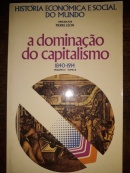 HISTÓRIA ECONÓMICA E SOCIAL
DO MUNDO
PIERRE LÉON
a dominação
do capitalismo
1840-1914